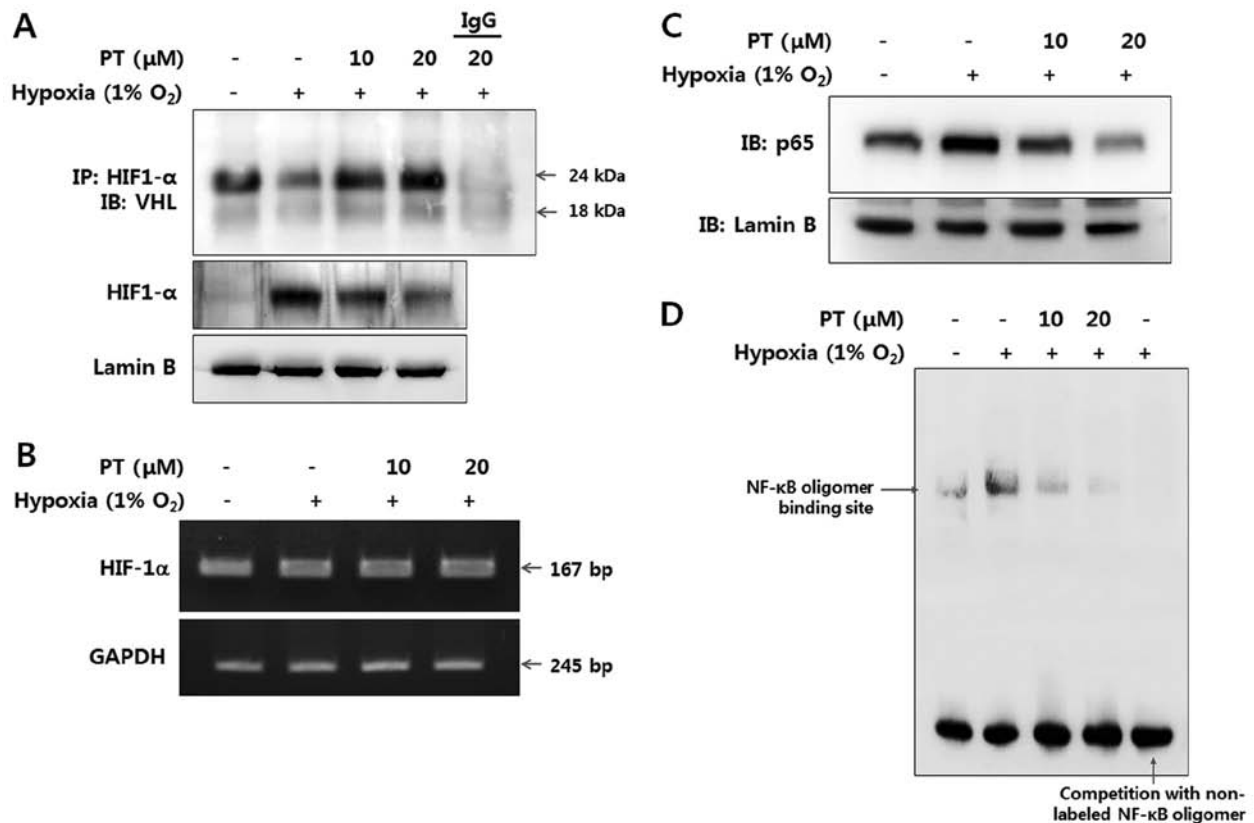 A
IgG
PT (μM) - - 10 20 20
Hypoxia (1% O₂) - + + + +
IP: HIF1-α
IB: VHL
← 24 kDa
← 18 kDa
HIF1-α
Lamin B
B
PT (μM) - - 10 20
Hypoxia (1% O₂) - + + +
HIF-1α
← 167 bp
GAPDH
← 245 bp
C
PT (μM) - - 10 20
Hypoxia (1% O₂) - + + +
IB: p65
IB: Lamin B
D
PT (μM) - - 10 20 -
Hypoxia (1% O₂) - + + + +
NF-κB oligomer
binding site
Competition with non-
labeled NF-κB oligomer